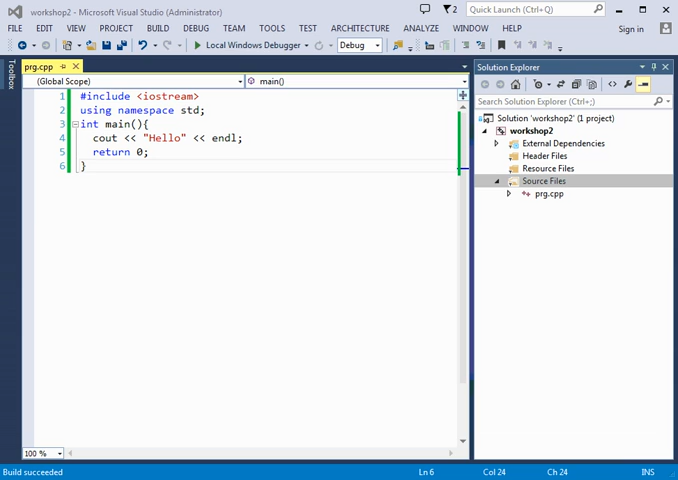 workshop2 - Microsoft Visual Studio (Administrator)
2
Quick Launch (Ctrl+Q)
FILE EDIT VIEW PROJECT BUILD DEBUG TEAM TOOLS TEST ARCHITECTURE ANALYZE WINDOW HELP Sign in
Local Windows Debugger Debug
Toolbox
prg.cpp
(Global Scope) main()
1 #include <iostream>
2 using namespace std;
3 int main(){
4 cout << "Hello" << endl;
5 return 0;
6 }
100 %
Solution Explorer
Search Solution Explorer (Ctrl+;)
Solution 'workshop2' (1 project)
workshop2
External Dependencies
Header Files
Resource Files
Source Files
prg.cpp
Build succeeded Ln 6 Col 24 Ch 24 INS